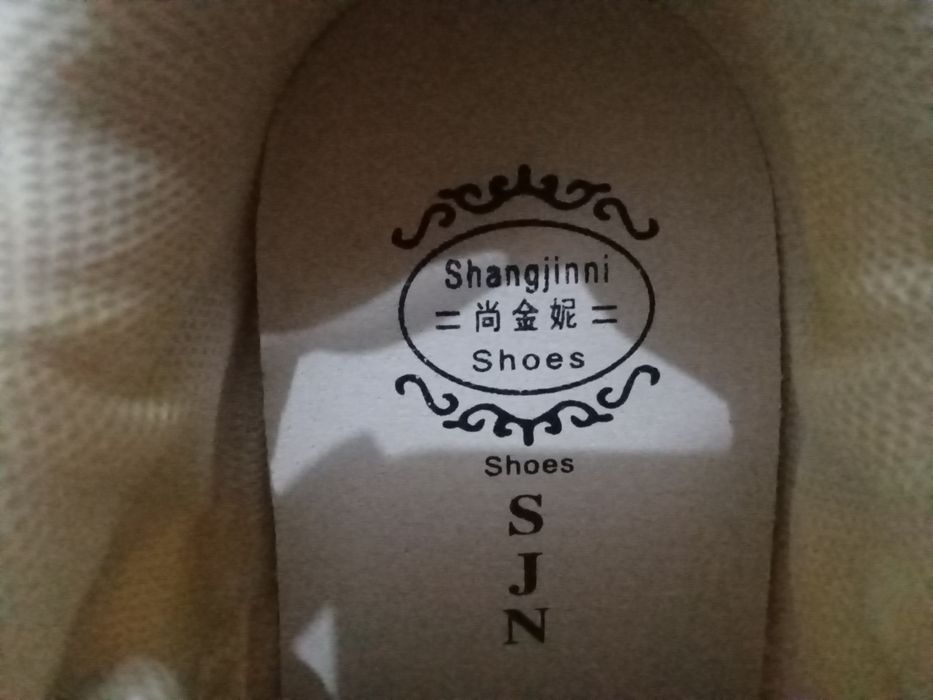 Shangjinni
=尚金妮=
Shoes
Shoes
S
J
N